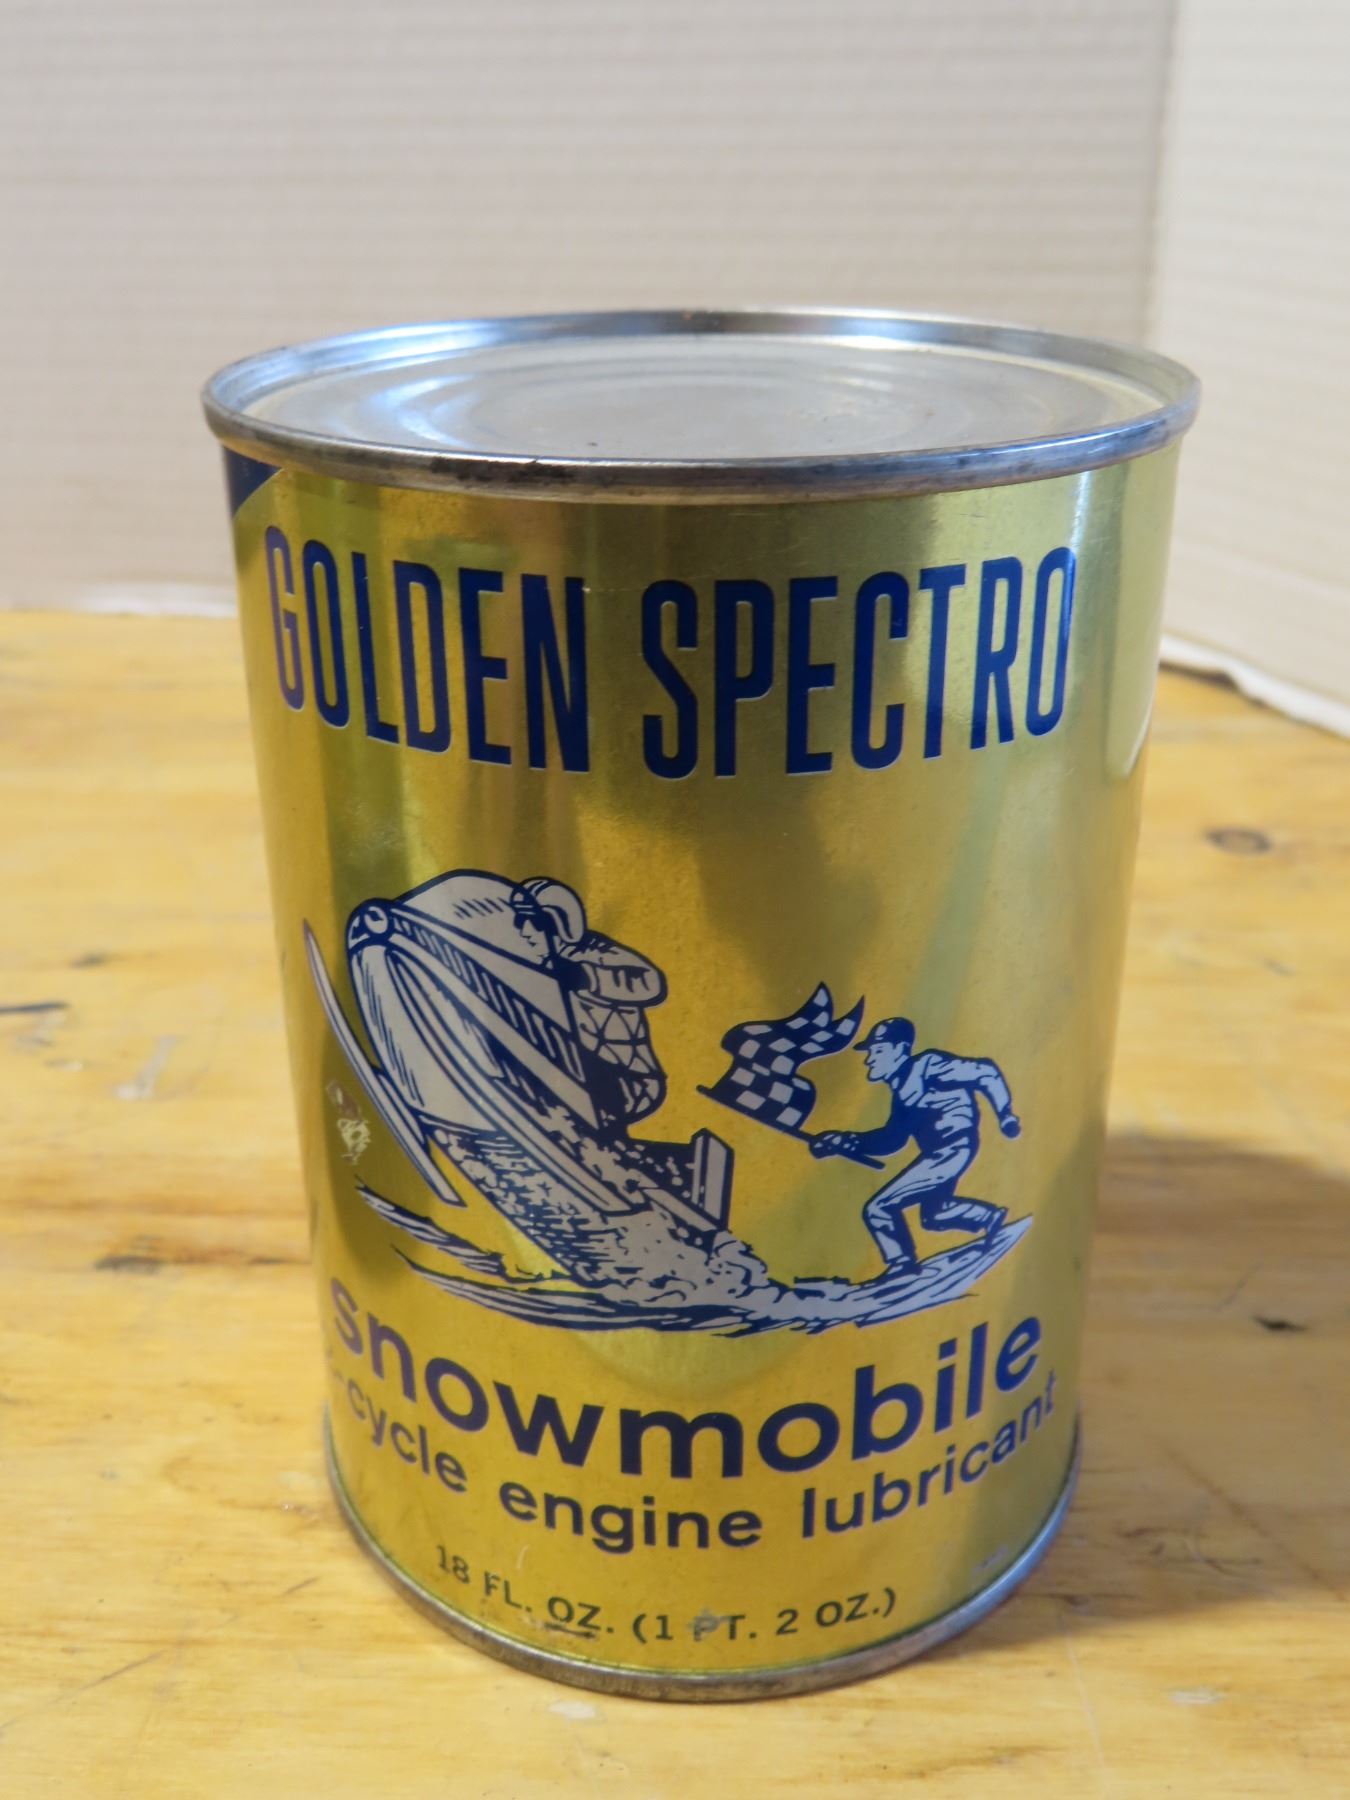 GOLDEN SPECTRO
snowmobile
-cycle engine lubricant
18 FL. OZ. (1 PT. 2 OZ.)